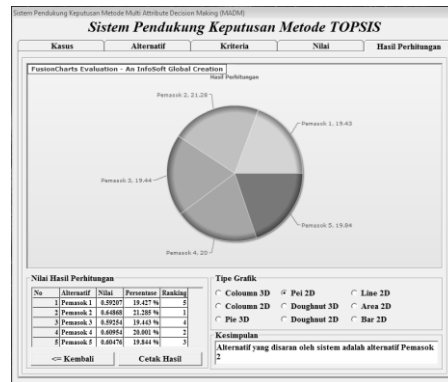 Sistem Pendukung Keputusan Metode Multi Attribute Decision Making (MADM)
Sistem Pendukung Keputusan Metode TOPSIS
Kasus Alternatif Kriteria Nilai Hasil Perhitungan
FusionCharts Evaluation - An InfoSoft Global Creation
Hasil Perhitungan
Pemasok 2, 21.28
Pemasok 1, 19.43
Pemasok 3, 19.44
Pemasok 5, 19.84
Pemasok 4, 20
Nilai Hasil Perhitungan
No Alternatif Nilai Persentase Ranking
1 Pemasok 1 0.59207 19.427 % 5
2 Pemasok 2 0.64868 21.285 % 1
3 Pemasok 3 0.59254 19.443 % 4
4 Pemasok 4 0.60954 20.001 % 2
5 Pemasok 5 0.60476 19.844 % 3
<= Kembali Cetak Hasil
Tipe Grafik
Coloumn 3D Pei 2D Line 2D
Coloumn 2D Doughnut 3D Area 2D
Pie 3D Doughnut 2D Bar 2D
Kesimpulan
Alternatif yang disaran oleh sistem adalah alternatif Pemasok
2